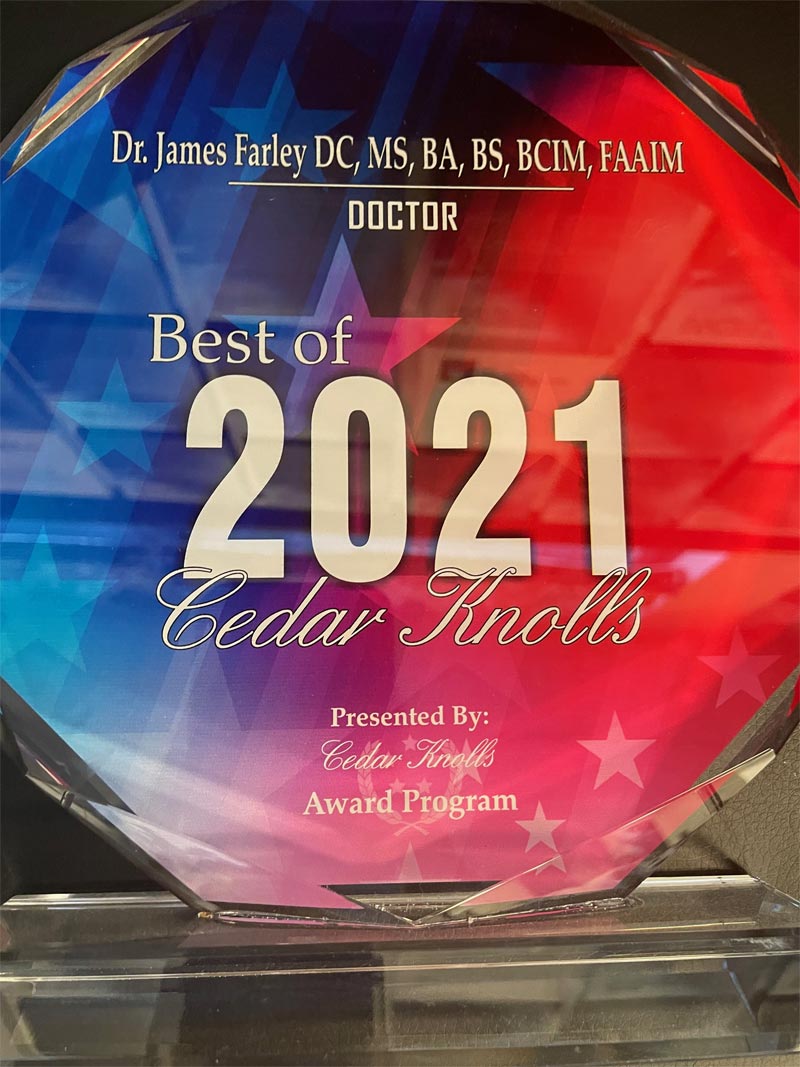 Dr. James Farley DC, MS, BA, BS, BCIM, FAAIM
DOCTOR
Best of
2021
Cedar Knolls
Presented By:
Cedar Knolls
Award Program